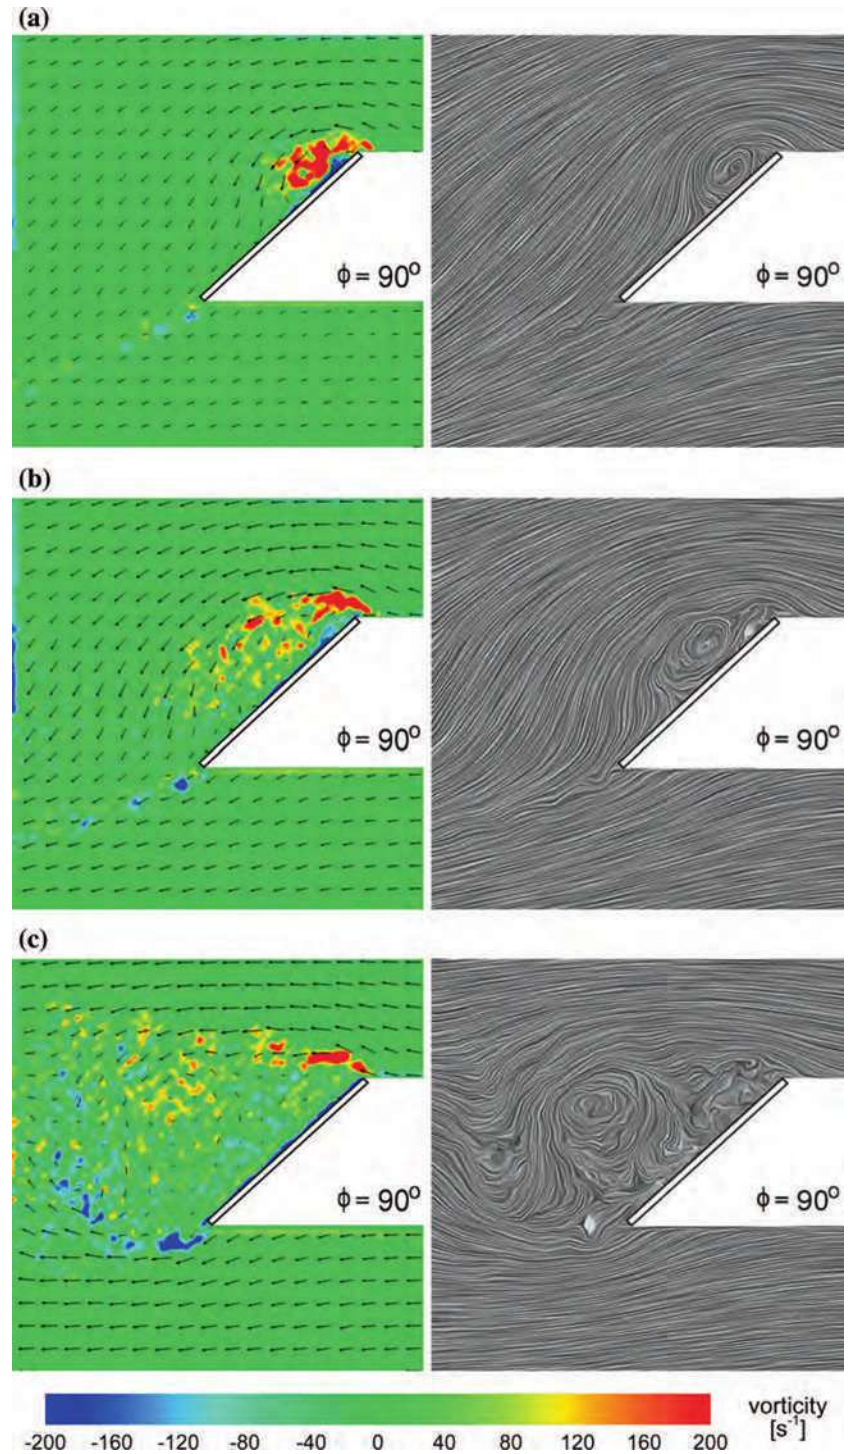 (a)
ϕ = 90°
ϕ = 90°
(b)
ϕ = 90°
ϕ = 90°
(c)
ϕ = 90°
ϕ = 90°
-200 -160 -120 -80 -40 0 40 80 120 160 200
vorticity
[s⁻¹]